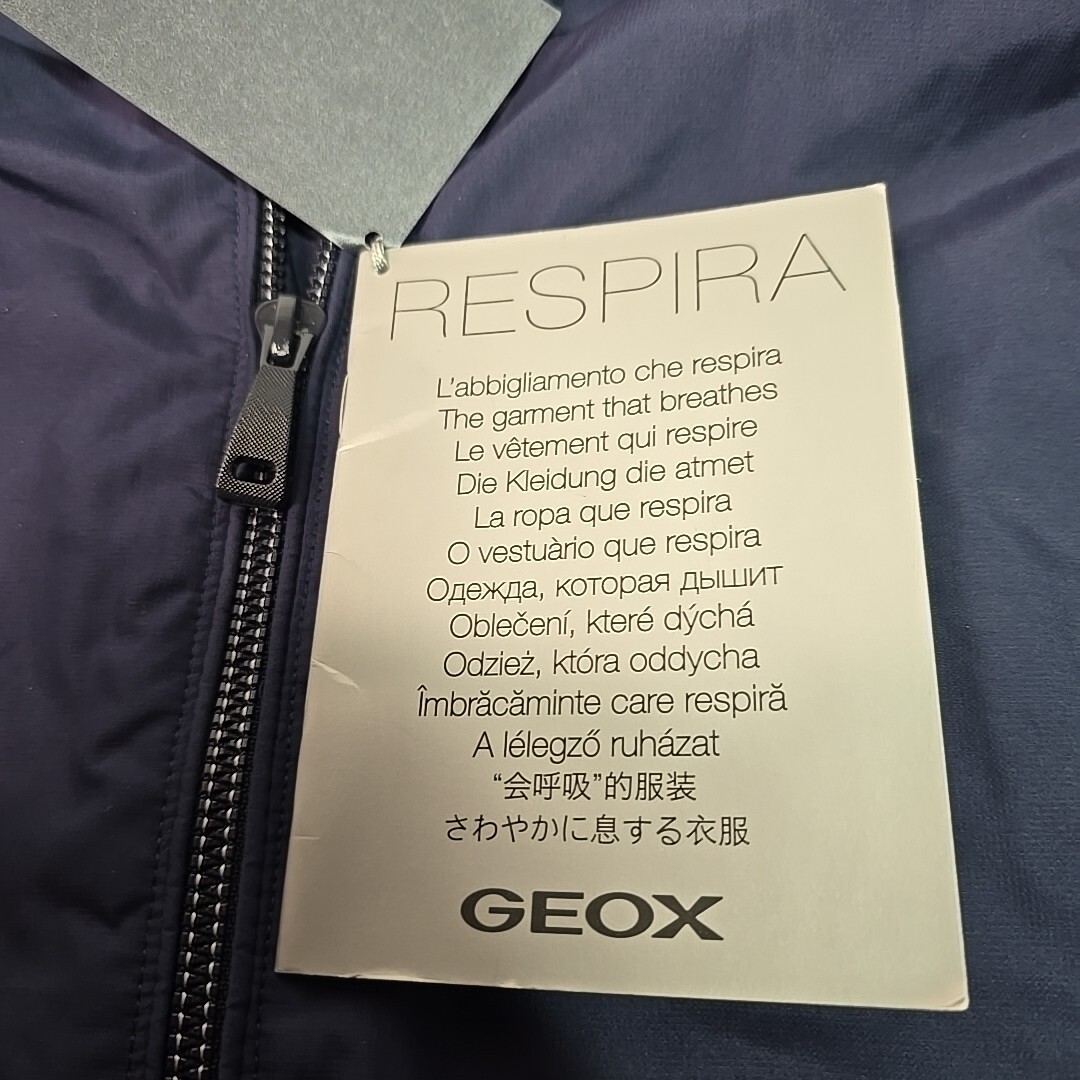 RESPIRA
L'abbigliamento che respira
The garment that breathes
Le vêtement qui respire
Die Kleidung die atmet
La ropa que respira
O vestuàrio que respira
Одежда, которая дышит
Oblečení, které dýchá
Odzież, która oddycha
Îmbrăcăminte care respiră
A lélegző ruházat
“会呼吸”的服装
さわやかに息する衣服
GEOX